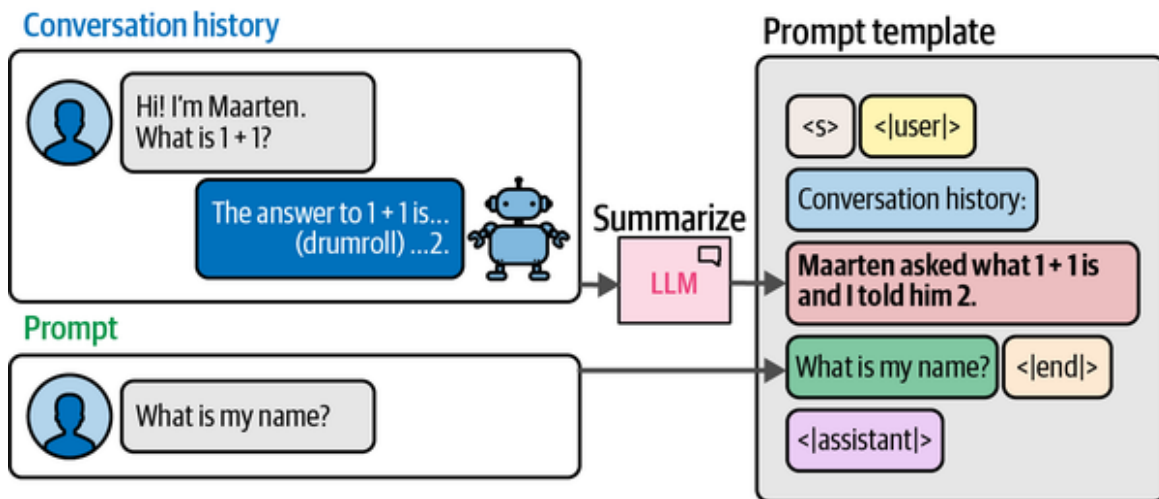 Conversation history
Hi! I'm Maarten.
What is 1 + 1?
The answer to 1 + 1 is...
(drumroll) ...2.
Prompt
What is my name?
Summarize
LLM
Prompt template
<s> <|user|>
Conversation history:
Maarten asked what 1 + 1 is
and I told him 2.
What is my name? <|end|>
<|assistant|>